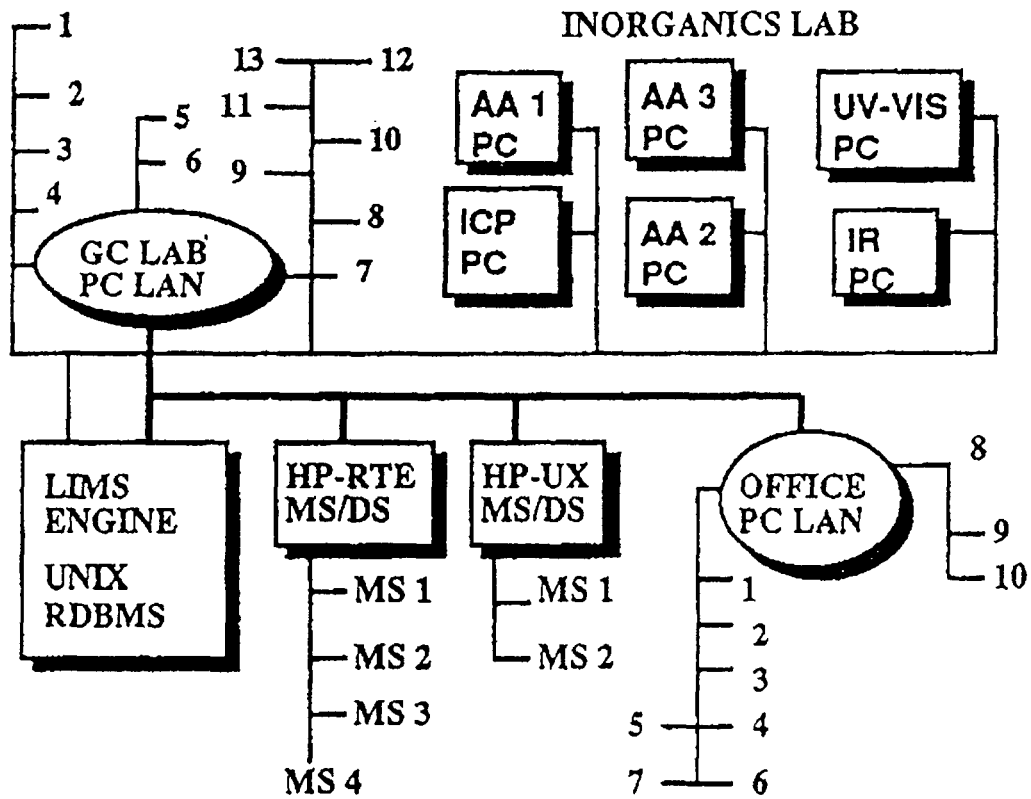 INORGANICS LAB
1
2
3
4
5
6
13
12
11
10
9
8
7
GC LAB
PC LAN
AA 1
PC
AA 3
PC
UV-VIS
PC
ICP
PC
AA 2
PC
IR
PC
LIMS
ENGINE
UNIX
RDBMS
HP-RTE
MS/DS
MS 1
MS 2
MS 3
MS 4
HP-UX
MS/DS
MS 1
MS 2
OFFICE
PC LAN
8
9
10
1
2
3
5
4
7
6